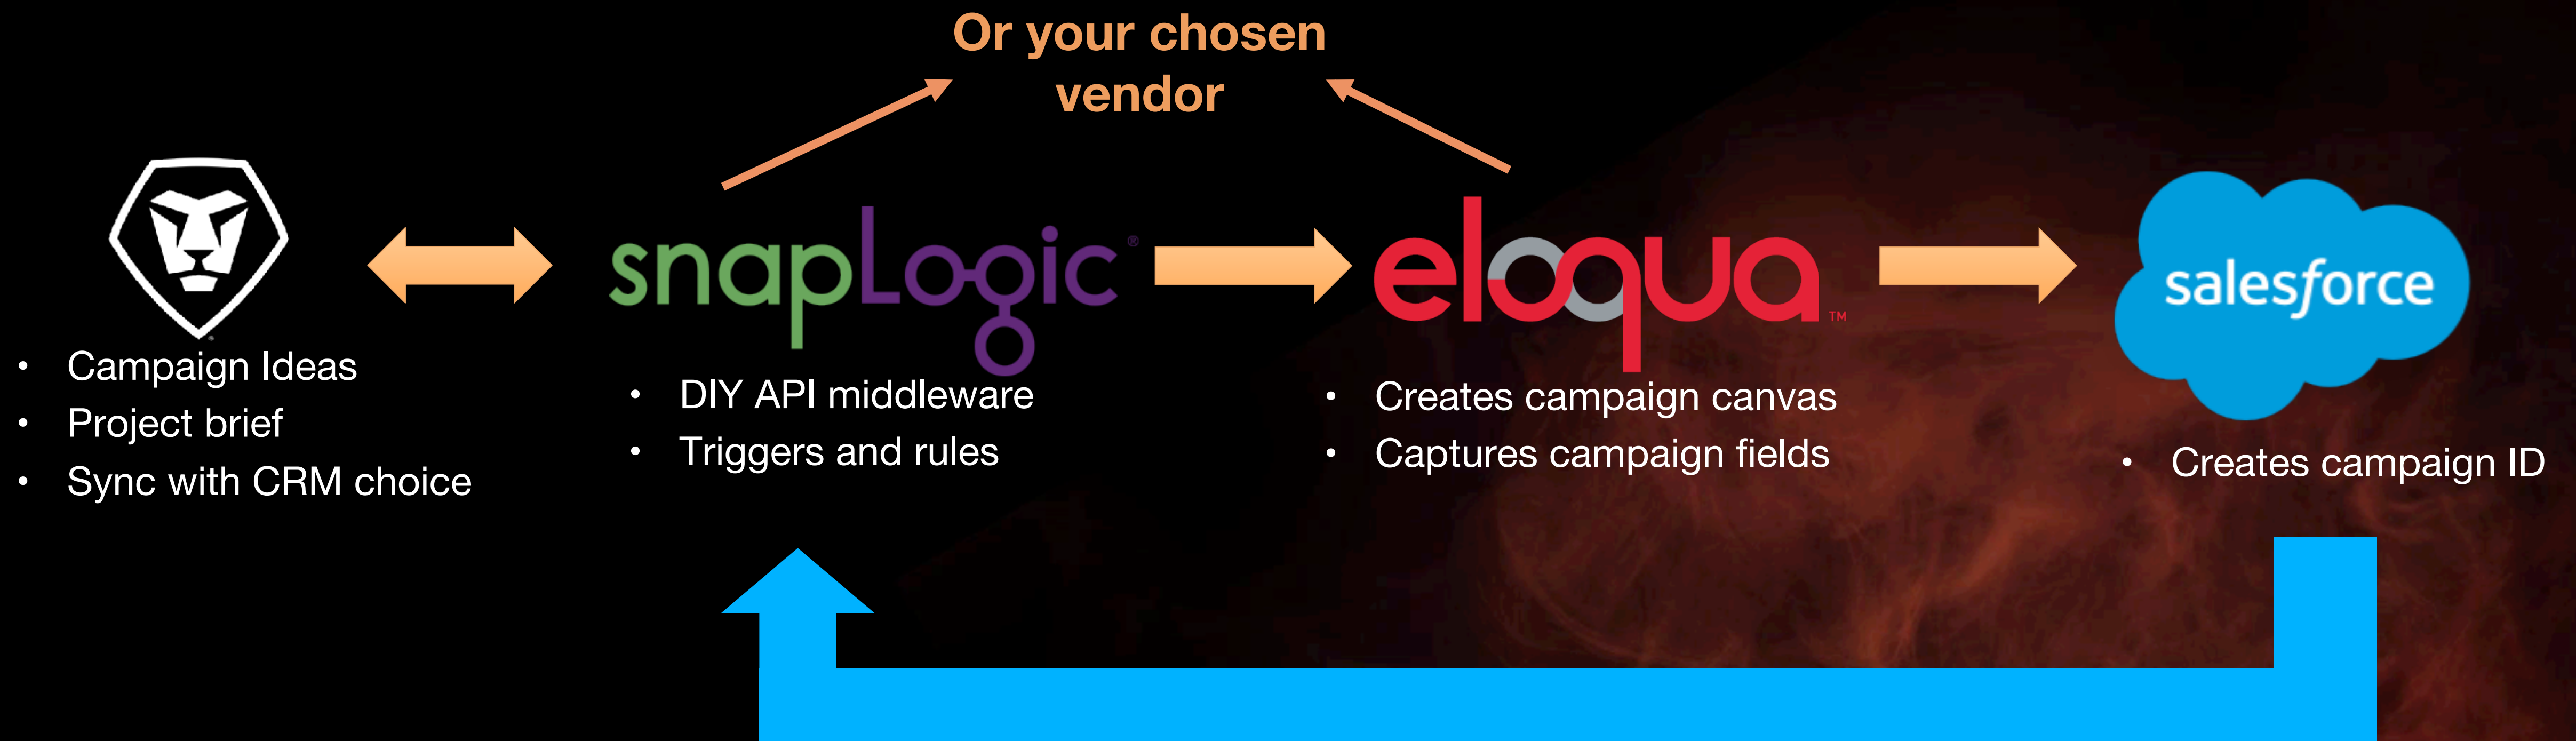 Or your chosen
vendor
snapLogic®
eloqua™
salesforce
• Campaign Ideas
• Project brief
• Sync with CRM choice
• DIY API middleware
• Triggers and rules
• Creates campaign canvas
• Captures campaign fields
• Creates campaign ID